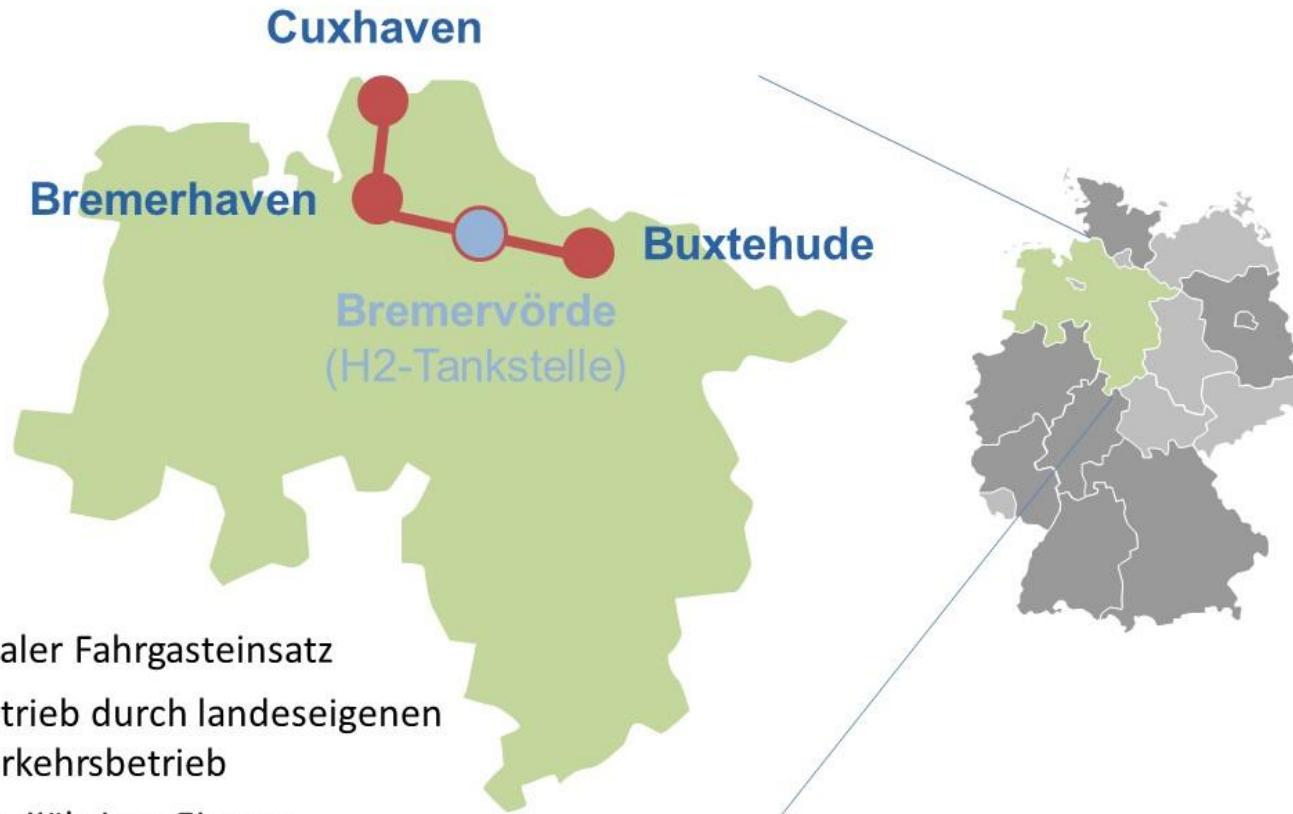 Cuxhaven
Bremerhaven
Buxtehude
Bremervörde
(H2-Tankstelle)
aler Fahrgasteinsatz
trieb durch landeseigenen
rkehrsbetrieb